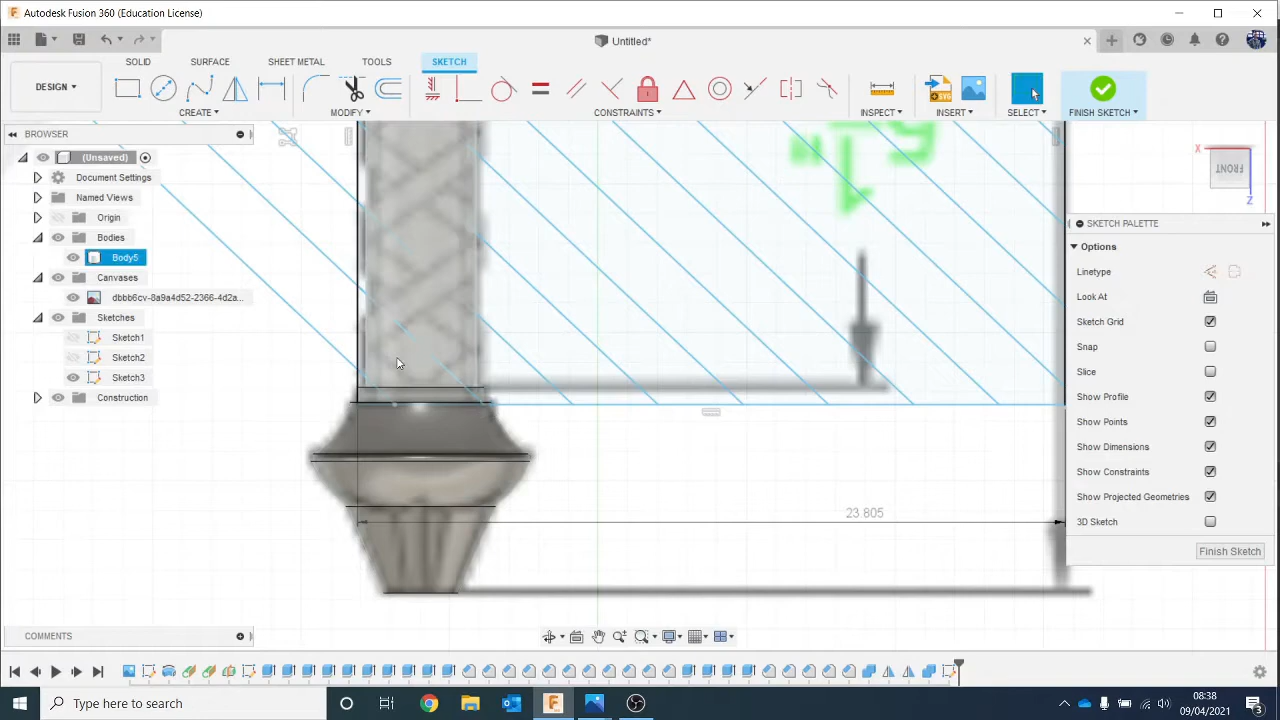 Autodesk Fusion 360 (Education License)
Untitled*
DESIGN
SOLID
SURFACE
SHEET METAL
TOOLS
SKETCH
CREATE
MODIFY
CONSTRAINTS
INSPECT
INSERT
SELECT
FINISH SKETCH
BROWSER
(Unsaved)
Document Settings
Named Views
Origin
Bodies
Body5
Canvases
dbbb6cv-8a9a4d52-2366-4d2a...
Sketches
Sketch1
Sketch2
Sketch3
Construction
23.805
X
FRONT
Z
SKETCH PALETTE
Options
Linetype
Look At
Sketch Grid
Snap
Slice
Show Profile
Show Points
Show Dimensions
Show Constraints
Show Projected Geometries
3D Sketch
Finish Sketch
COMMENTS
Type here to search
08:38
09/04/2021
3